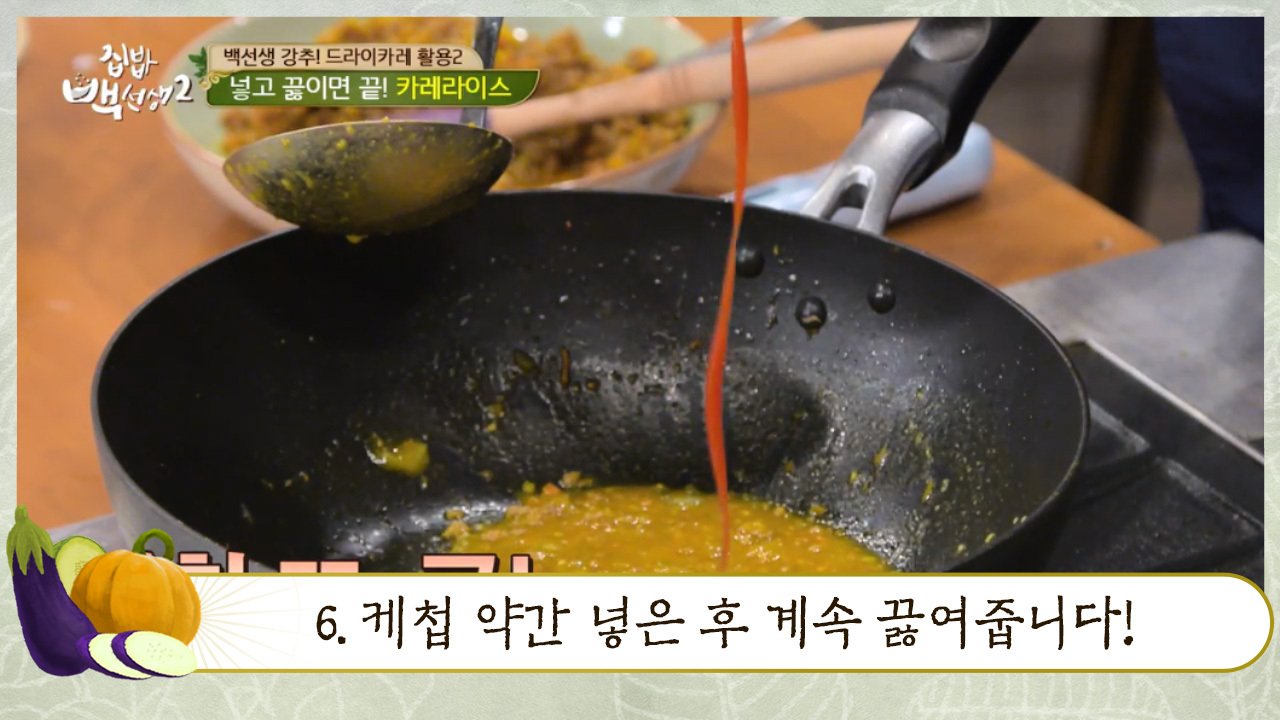 집밥
백선생2
백선생 강추! 드라이카레 활용2
넣고 끓이면 끝! 카레라이스
6. 케첩 약간 넣은 후 계속 끓여줍니다!